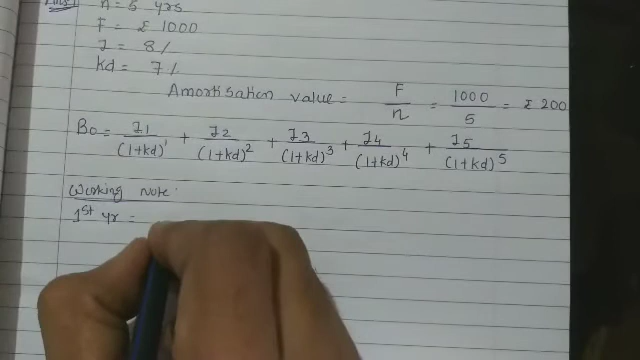 n = 5 yrs
F = ₹ 1000
I = 8 %
kd = 7 %
Amortisation value = F/n = 1000/5 = ₹ 200
B0 = I1/(1+kd)^1 + I2/(1+kd)^2 + I3/(1+kd)^3 + I4/(1+kd)^4 + I5/(1+kd)^5
Working note:
1st yr =